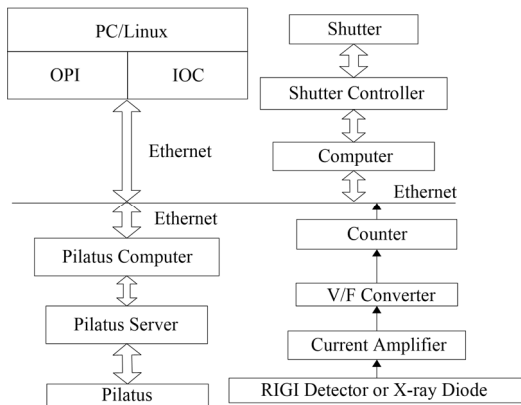 PC/Linux
OPI
IOC
Ethernet
Ethernet
Pilatus Computer
Pilatus Server
Pilatus
Shutter
Shutter Controller
Computer
Ethernet
Counter
V/F Converter
Current Amplifier
RIGI Detector or X-ray Diode